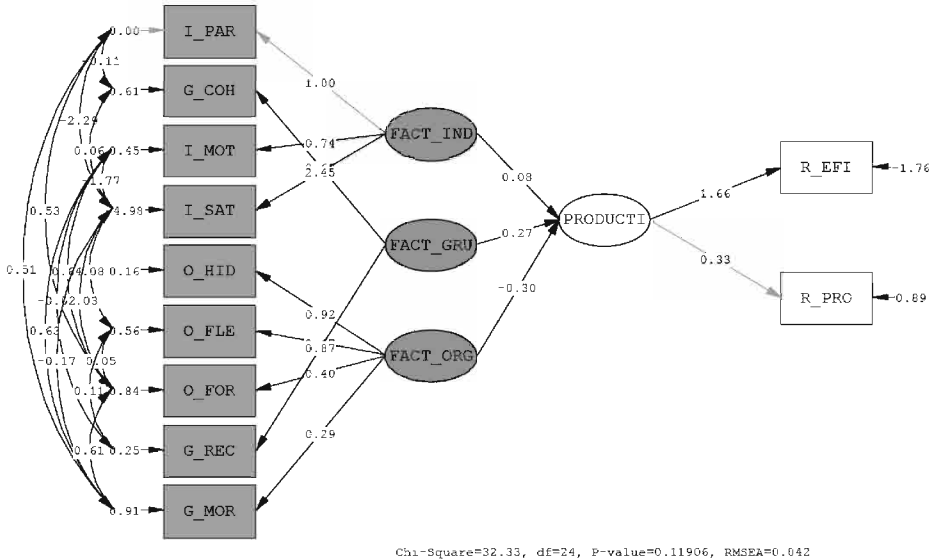 0.00 I_PAR
-0.11
0.61 G_COH 1.00
-2.24 FACT_IND
0.06 0.45 I_MOT 0.74
R_EFI -1.76
-1.77 2.45 0.08
1.66
0.53 4.99 I_SAT
PRODUCTI
FACT_GRU 0.27
0.51 0.16 O_HID
0.33
-0.30
R_PRO 0.89
0.92
0.63 0.56 O_FLE
0.87
FACT_ORG
-0.17 0.05
0.40
0.11 0.84 O_FOR
0.29
0.61 0.25 G_REC
0.91 G_MOR
Chi-Square=32.33, df=24, P-value=0.11906, RMSEA=0.042